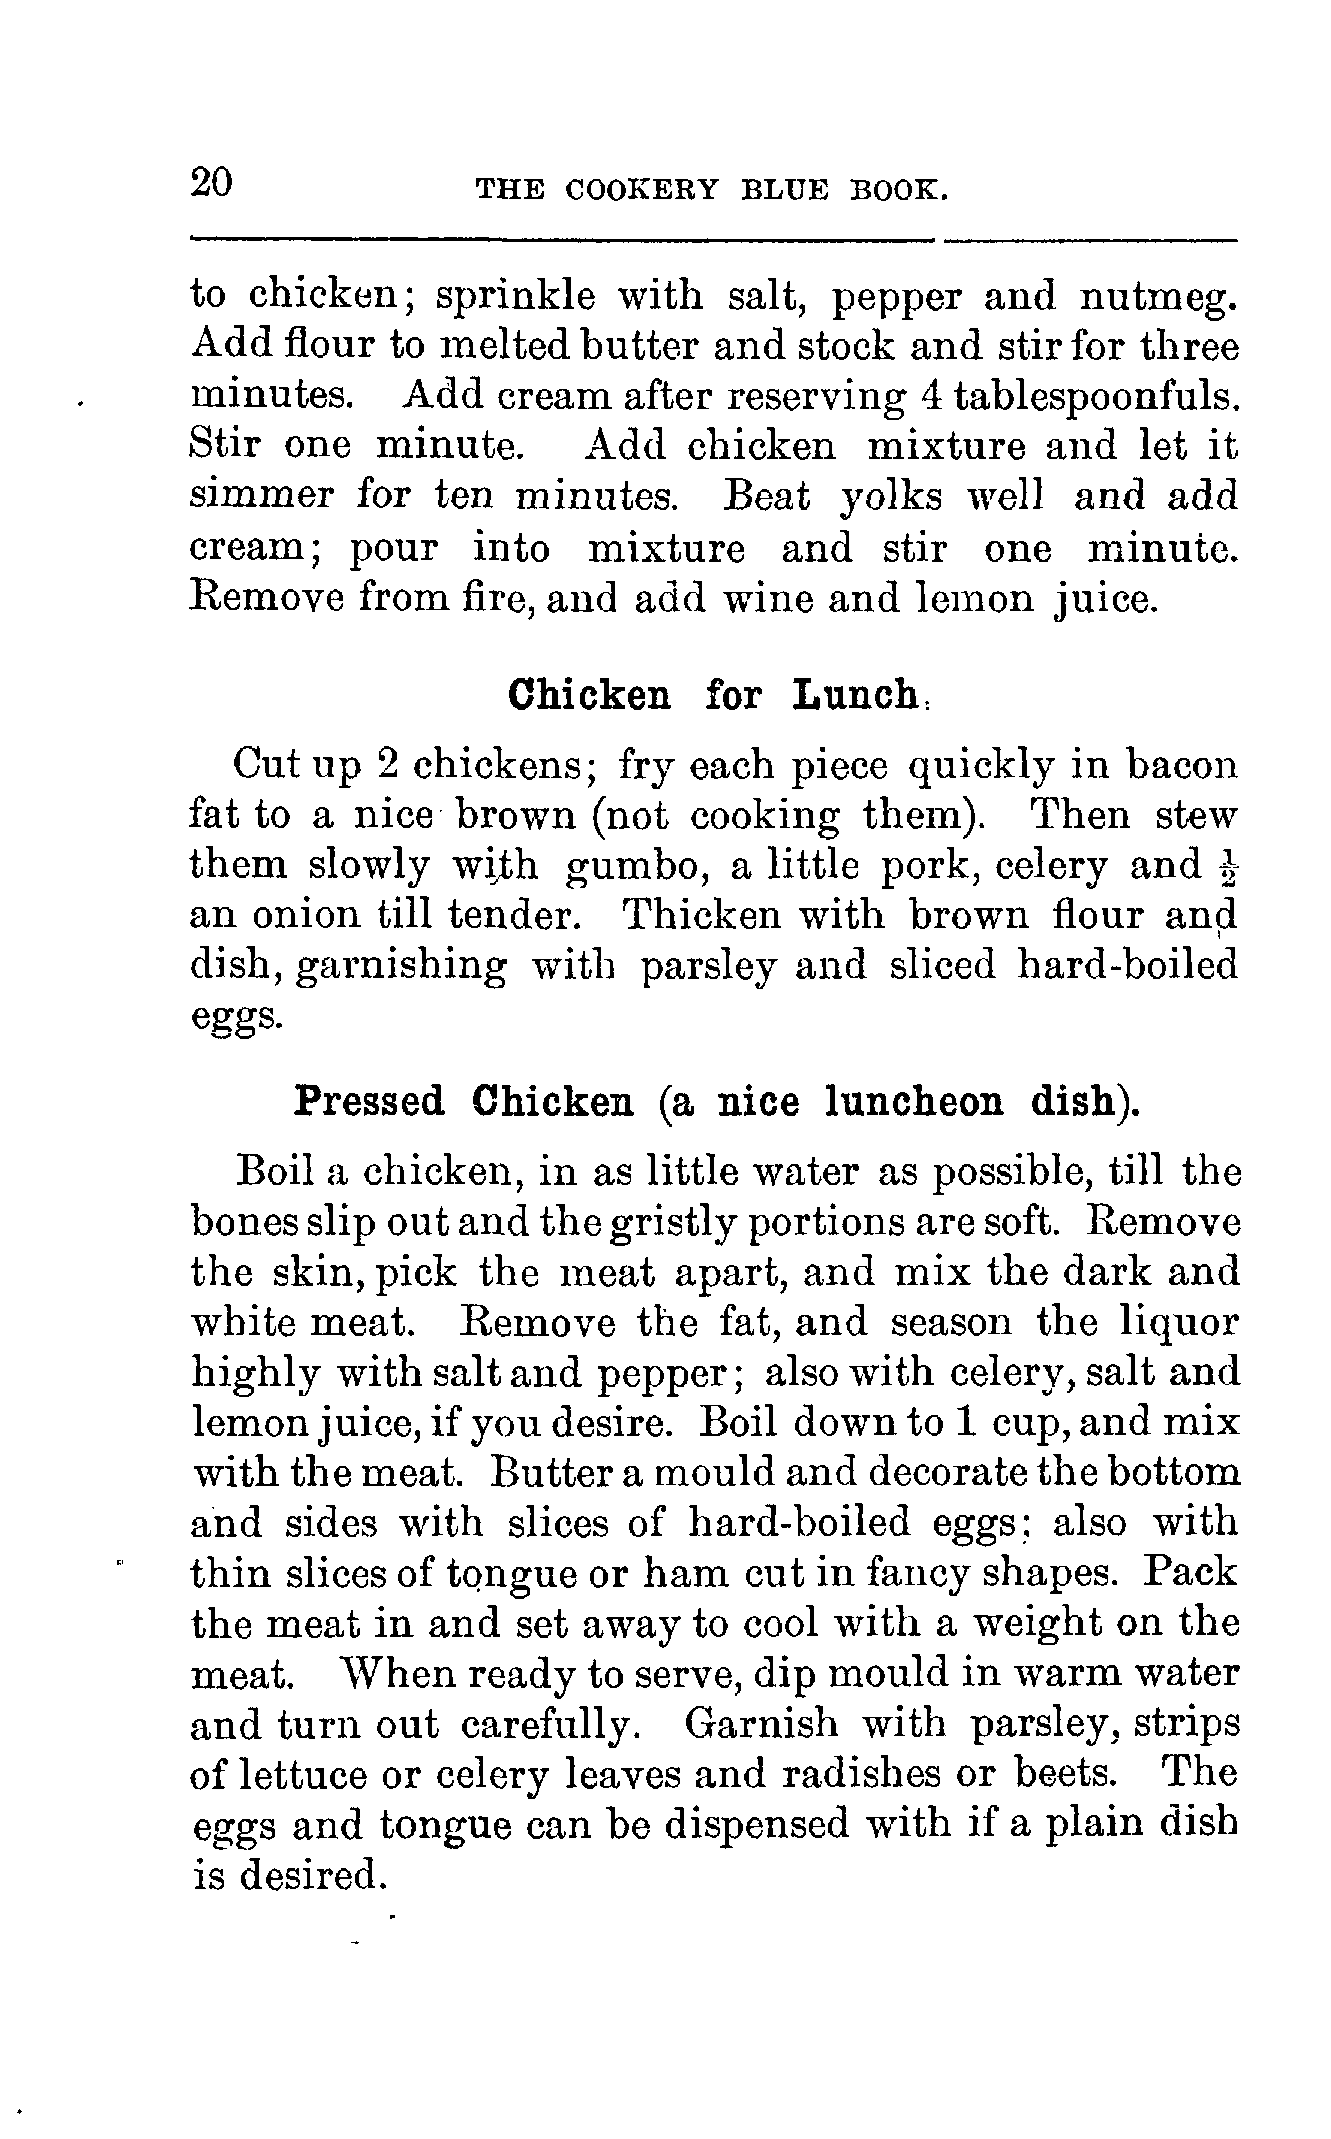 20 THE COOKERY BLUE BOOK.
to chicken; sprinkle with salt, pepper and nutmeg.
Add flour to melted butter and stock and stir for three
minutes. Add cream after reserving 4 tablespoonfuls.
Stir one minute. Add chicken mixture and let it
simmer for ten minutes. Beat yolks well and add
cream; pour into mixture and stir one minute.
Remove from fire, and add wine and lemon juice.
Chicken for Lunch.
Cut up 2 chickens; fry each piece quickly in bacon
fat to a nice brown (not cooking them). Then stew
them slowly with gumbo, a little pork, celery and ½
an onion till tender. Thicken with brown flour and
dish, garnishing with parsley and sliced hard-boiled
eggs.
Pressed Chicken (a nice luncheon dish).
Boil a chicken, in as little water as possible, till the
bones slip out and the gristly portions are soft. Remove
the skin, pick the meat apart, and mix the dark and
white meat. Remove the fat, and season the liquor
highly with salt and pepper; also with celery, salt and
lemon juice, if you desire. Boil down to 1 cup, and mix
with the meat. Butter a mould and decorate the bottom
and sides with slices of hard-boiled eggs; also with
thin slices of tongue or ham cut in fancy shapes. Pack
the meat in and set away to cool with a weight on the
meat. When ready to serve, dip mould in warm water
and turn out carefully. Garnish with parsley, strips
of lettuce or celery leaves and radishes or beets. The
eggs and tongue can be dispensed with if a plain dish
is desired.